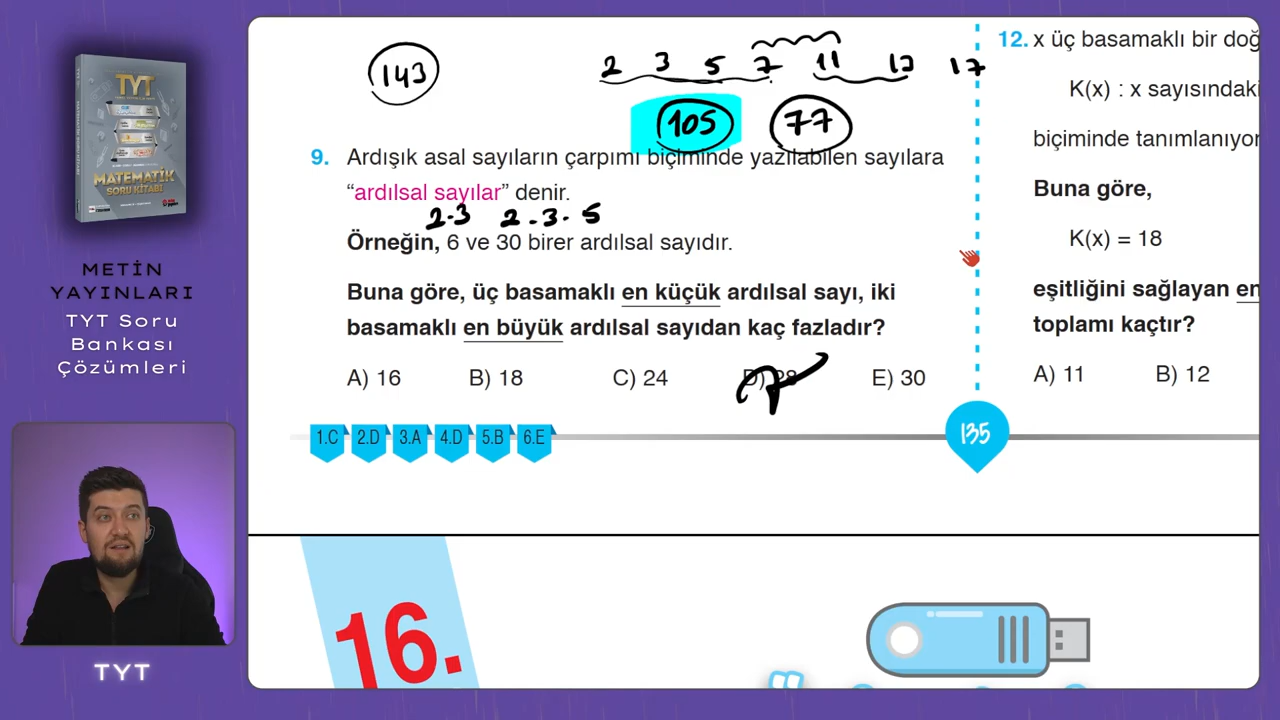 TYT
MATEMATİK
SORU KİTABI
METİN
YAYINLARI
TYT Soru
Bankası
Çözümleri
TYT
143
2 3 5 7 11 13 17
105 77
9. Ardışık asal sayıların çarpımı biçiminde yazılabilen sayılara
“ardılsal sayılar” denir.
2·3 2·3·5
Örneğin, 6 ve 30 birer ardılsal sayıdır.
Buna göre, üç basamaklı en küçük ardılsal sayı, iki
basamaklı en büyük ardılsal sayıdan kaç fazladır?
A) 16 B) 18 C) 24 D) 28 E) 30
1.C 2.D 3.A 4.D 5.B 6.E
135
12. x üç basamaklı bir doğ
K(x) : x sayısındaki
biçiminde tanımlanıyor
Buna göre,
K(x) = 18
eşitliğini sağlayan en
toplamı kaçtır?
A) 11 B) 12
16.